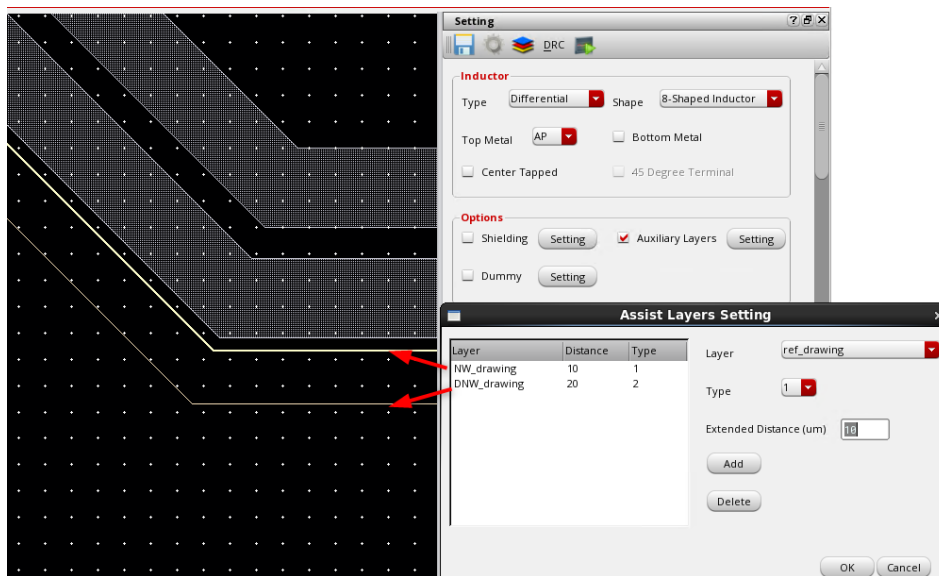 Setting
DRC
Inductor
Type Differential Shape 8-Shaped Inductor
Top Metal AP Bottom Metal
Center Tapped 45 Degree Terminal
Options
Shielding Setting Auxiliary Layers Setting
Dummy Setting
Assist Layers Setting
Layer Distance Type
NW_drawing 10 1
DNW_drawing 20 2
Layer ref_drawing
Type 1
Extended Distance (um) 10
Add
Delete
OK Cancel